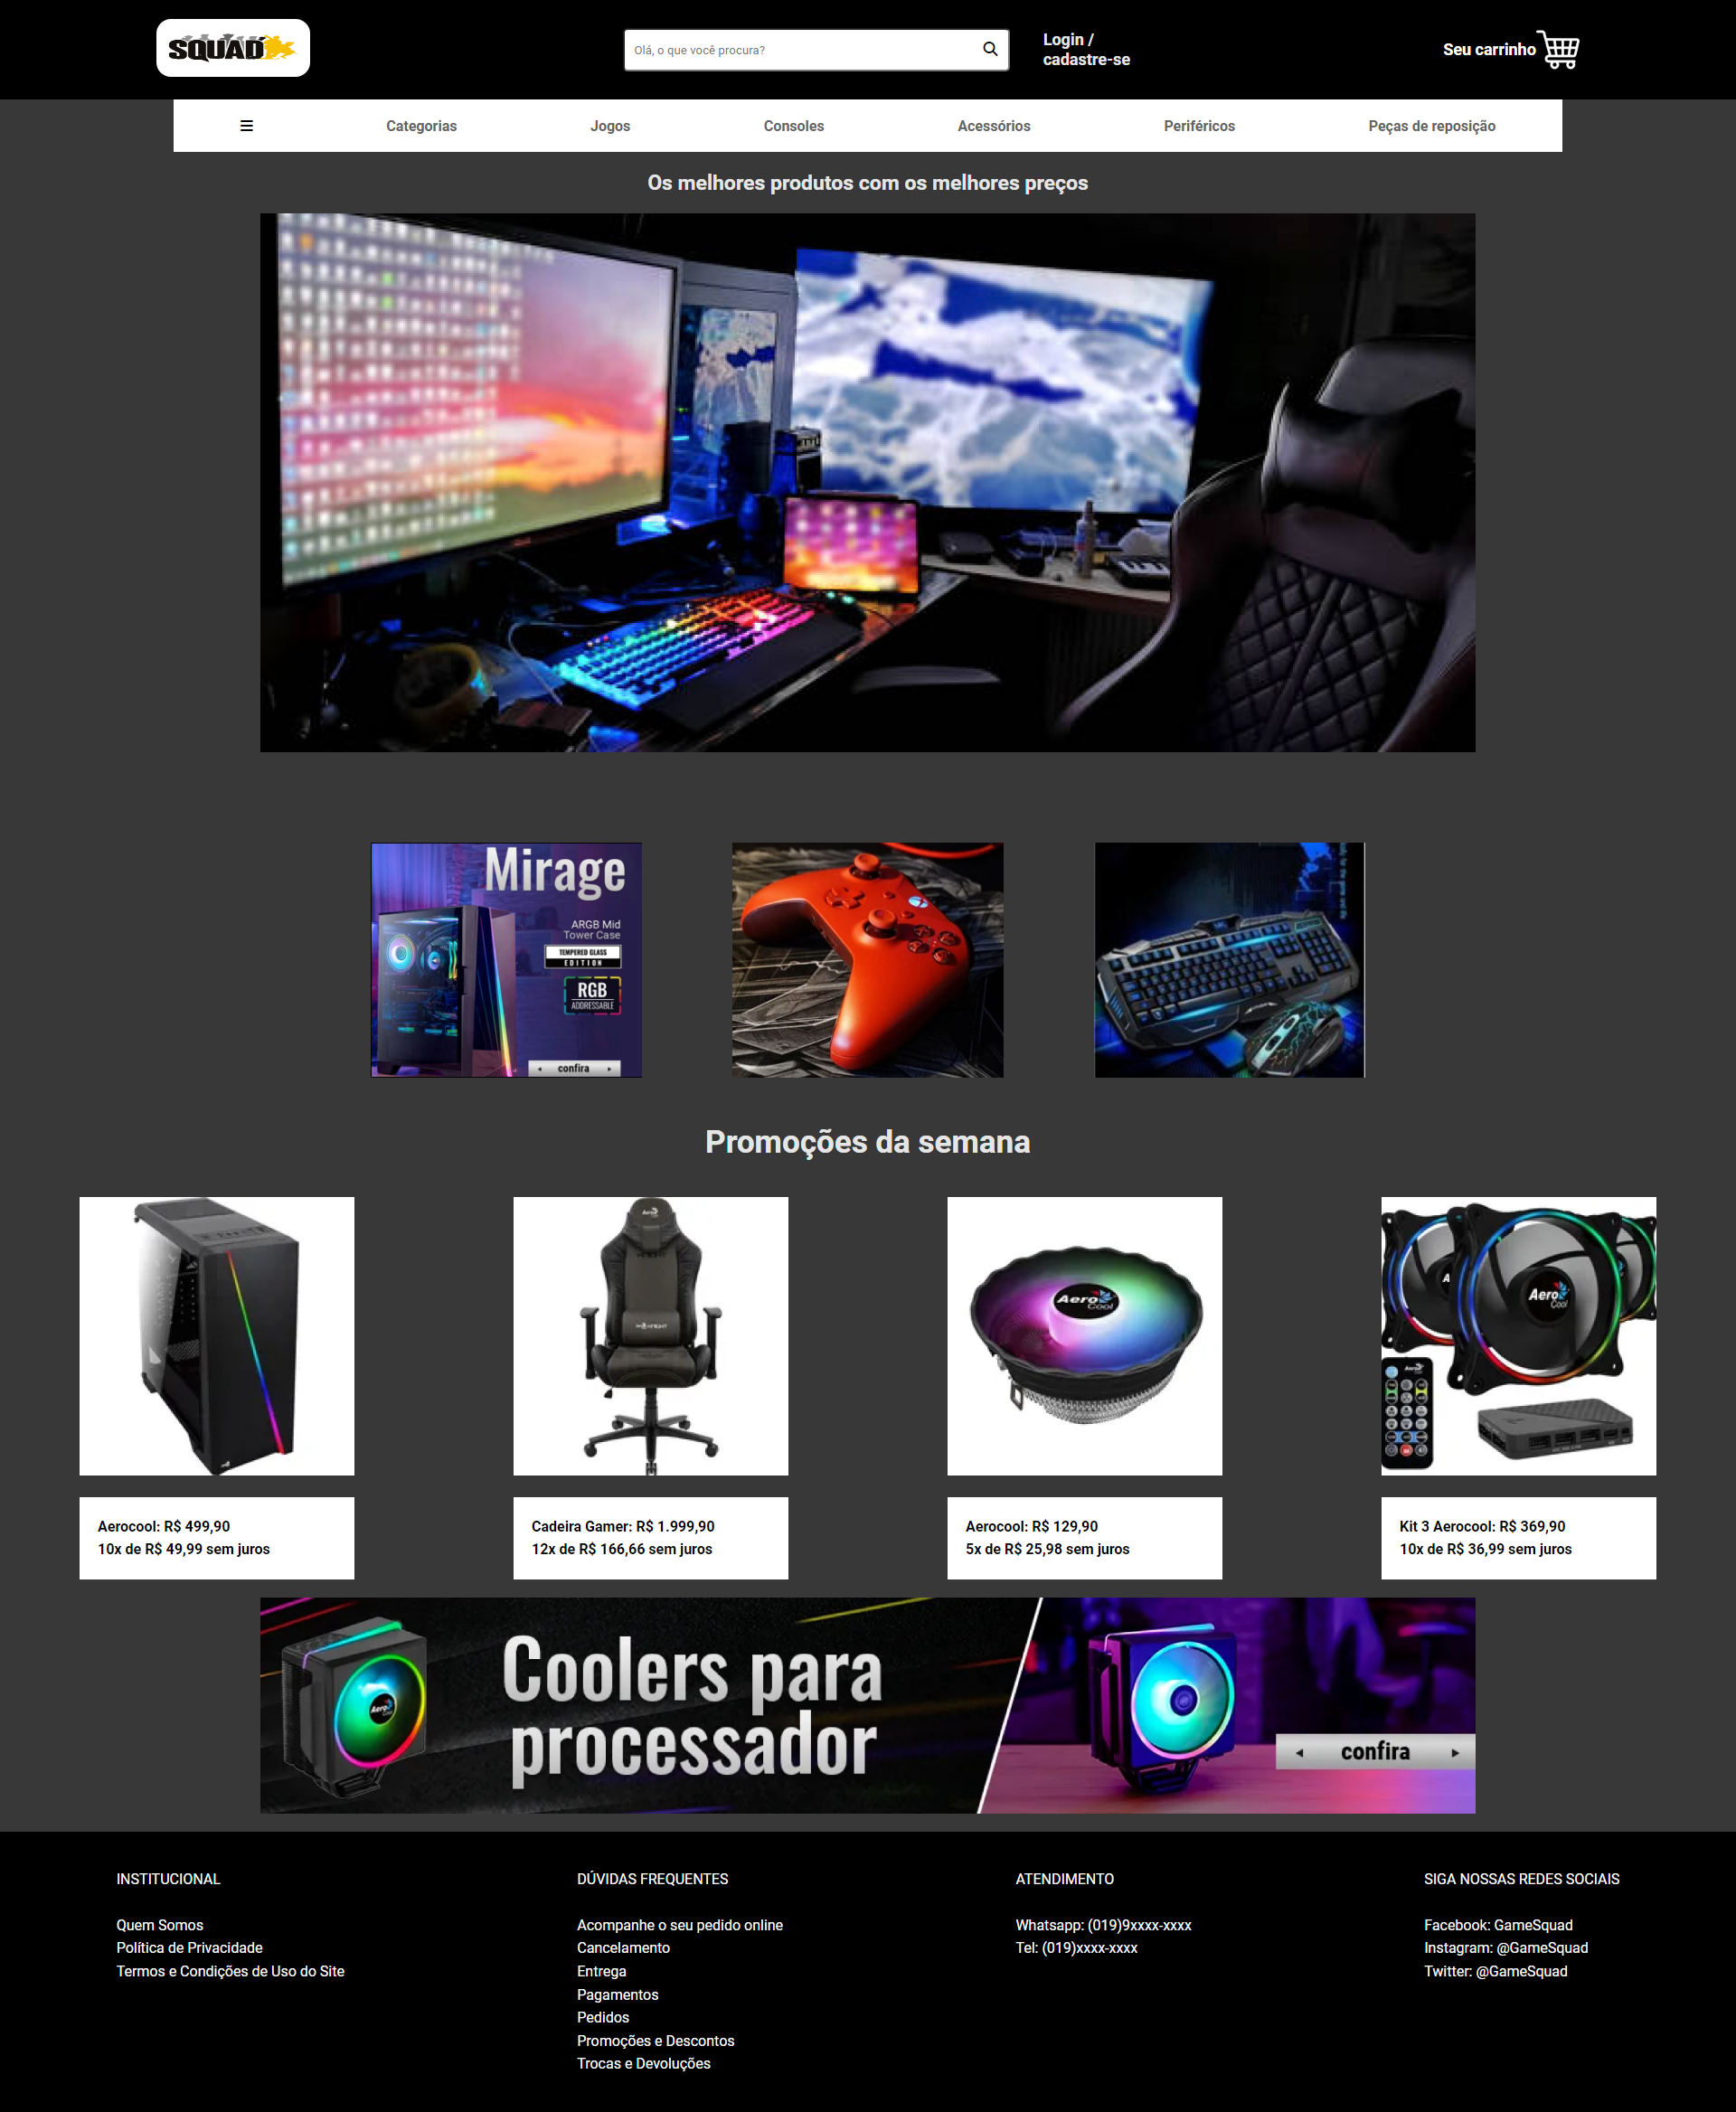 SQUAD
Olá, o que você procura?
Login /
cadastre-se
Seu carrinho
Categorias
Jogos
Consoles
Acessórios
Periféricos
Peças de reposição
Os melhores produtos com os melhores preços
Mirage
ARGB Mid
Tower Case
TEMPERED GLASS
EDITION
RGB
ADDRESSABLE
confira
Promoções da semana
Aero
Cool
Aero
Cool
Aerocool: R$ 499,90
10x de R$ 49,99 sem juros
Cadeira Gamer: R$ 1.999,90
12x de R$ 166,66 sem juros
Aerocool: R$ 129,90
5x de R$ 25,98 sem juros
Kit 3 Aerocool: R$ 369,90
10x de R$ 36,99 sem juros
Aero
Cool
Coolers para
processador
confira
INSTITUCIONAL
Quem Somos
Política de Privacidade
Termos e Condições de Uso do Site
DÚVIDAS FREQUENTES
Acompanhe o seu pedido online
Cancelamento
Entrega
Pagamentos
Pedidos
Promoções e Descontos
Trocas e Devoluções
ATENDIMENTO
Whatsapp: (019)9xxxx-xxxx
Tel: (019)xxxx-xxxx
SIGA NOSSAS REDES SOCIAIS
Facebook: GameSquad
Instagram: @GameSquad
Twitter: @GameSquad